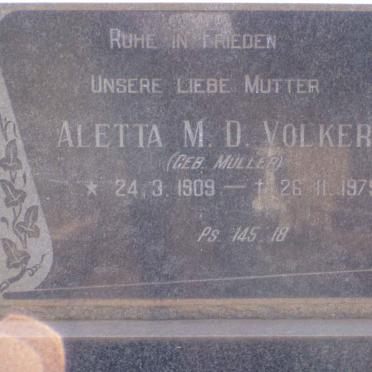 Ruhe in Frieden
Unsere liebe Mutter
Aletta M. D. Volker
(geb. Muller)
* 24. 3. 1909 — † 26. 11. 1975
Ps. 145. 18